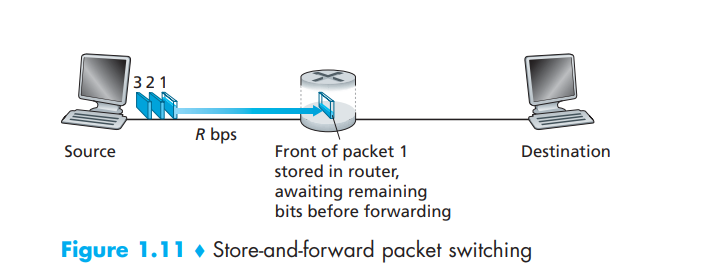 3 2 1
R bps
Source
Front of packet 1
stored in router,
awaiting remaining
bits before forwarding
Destination
Figure 1.11 ♦ Store-and-forward packet switching